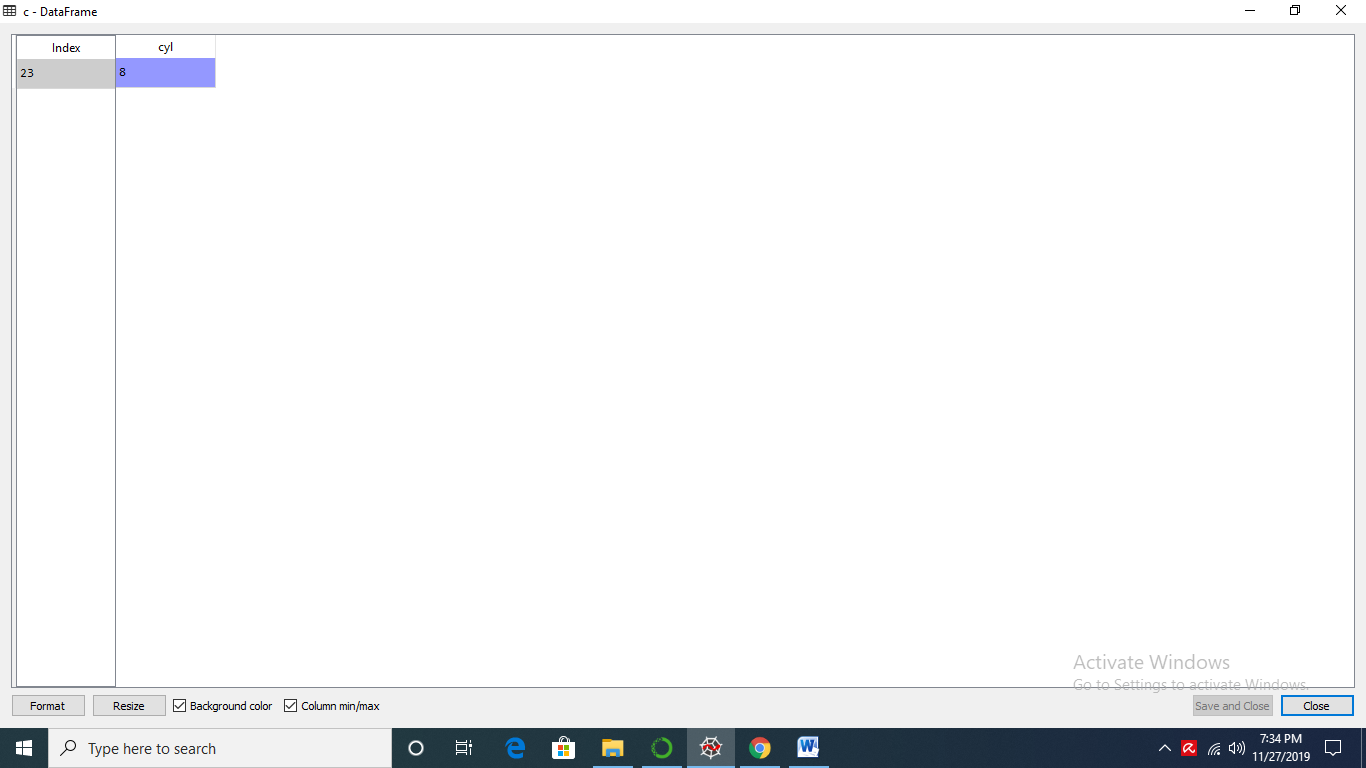 c - DataFrame
Index cyl
23 8
Activate Windows
Go to Settings to activate Windows.
Format Resize Background color Column min/max Save and Close Close
Type here to search
7:34 PM
11/27/2019